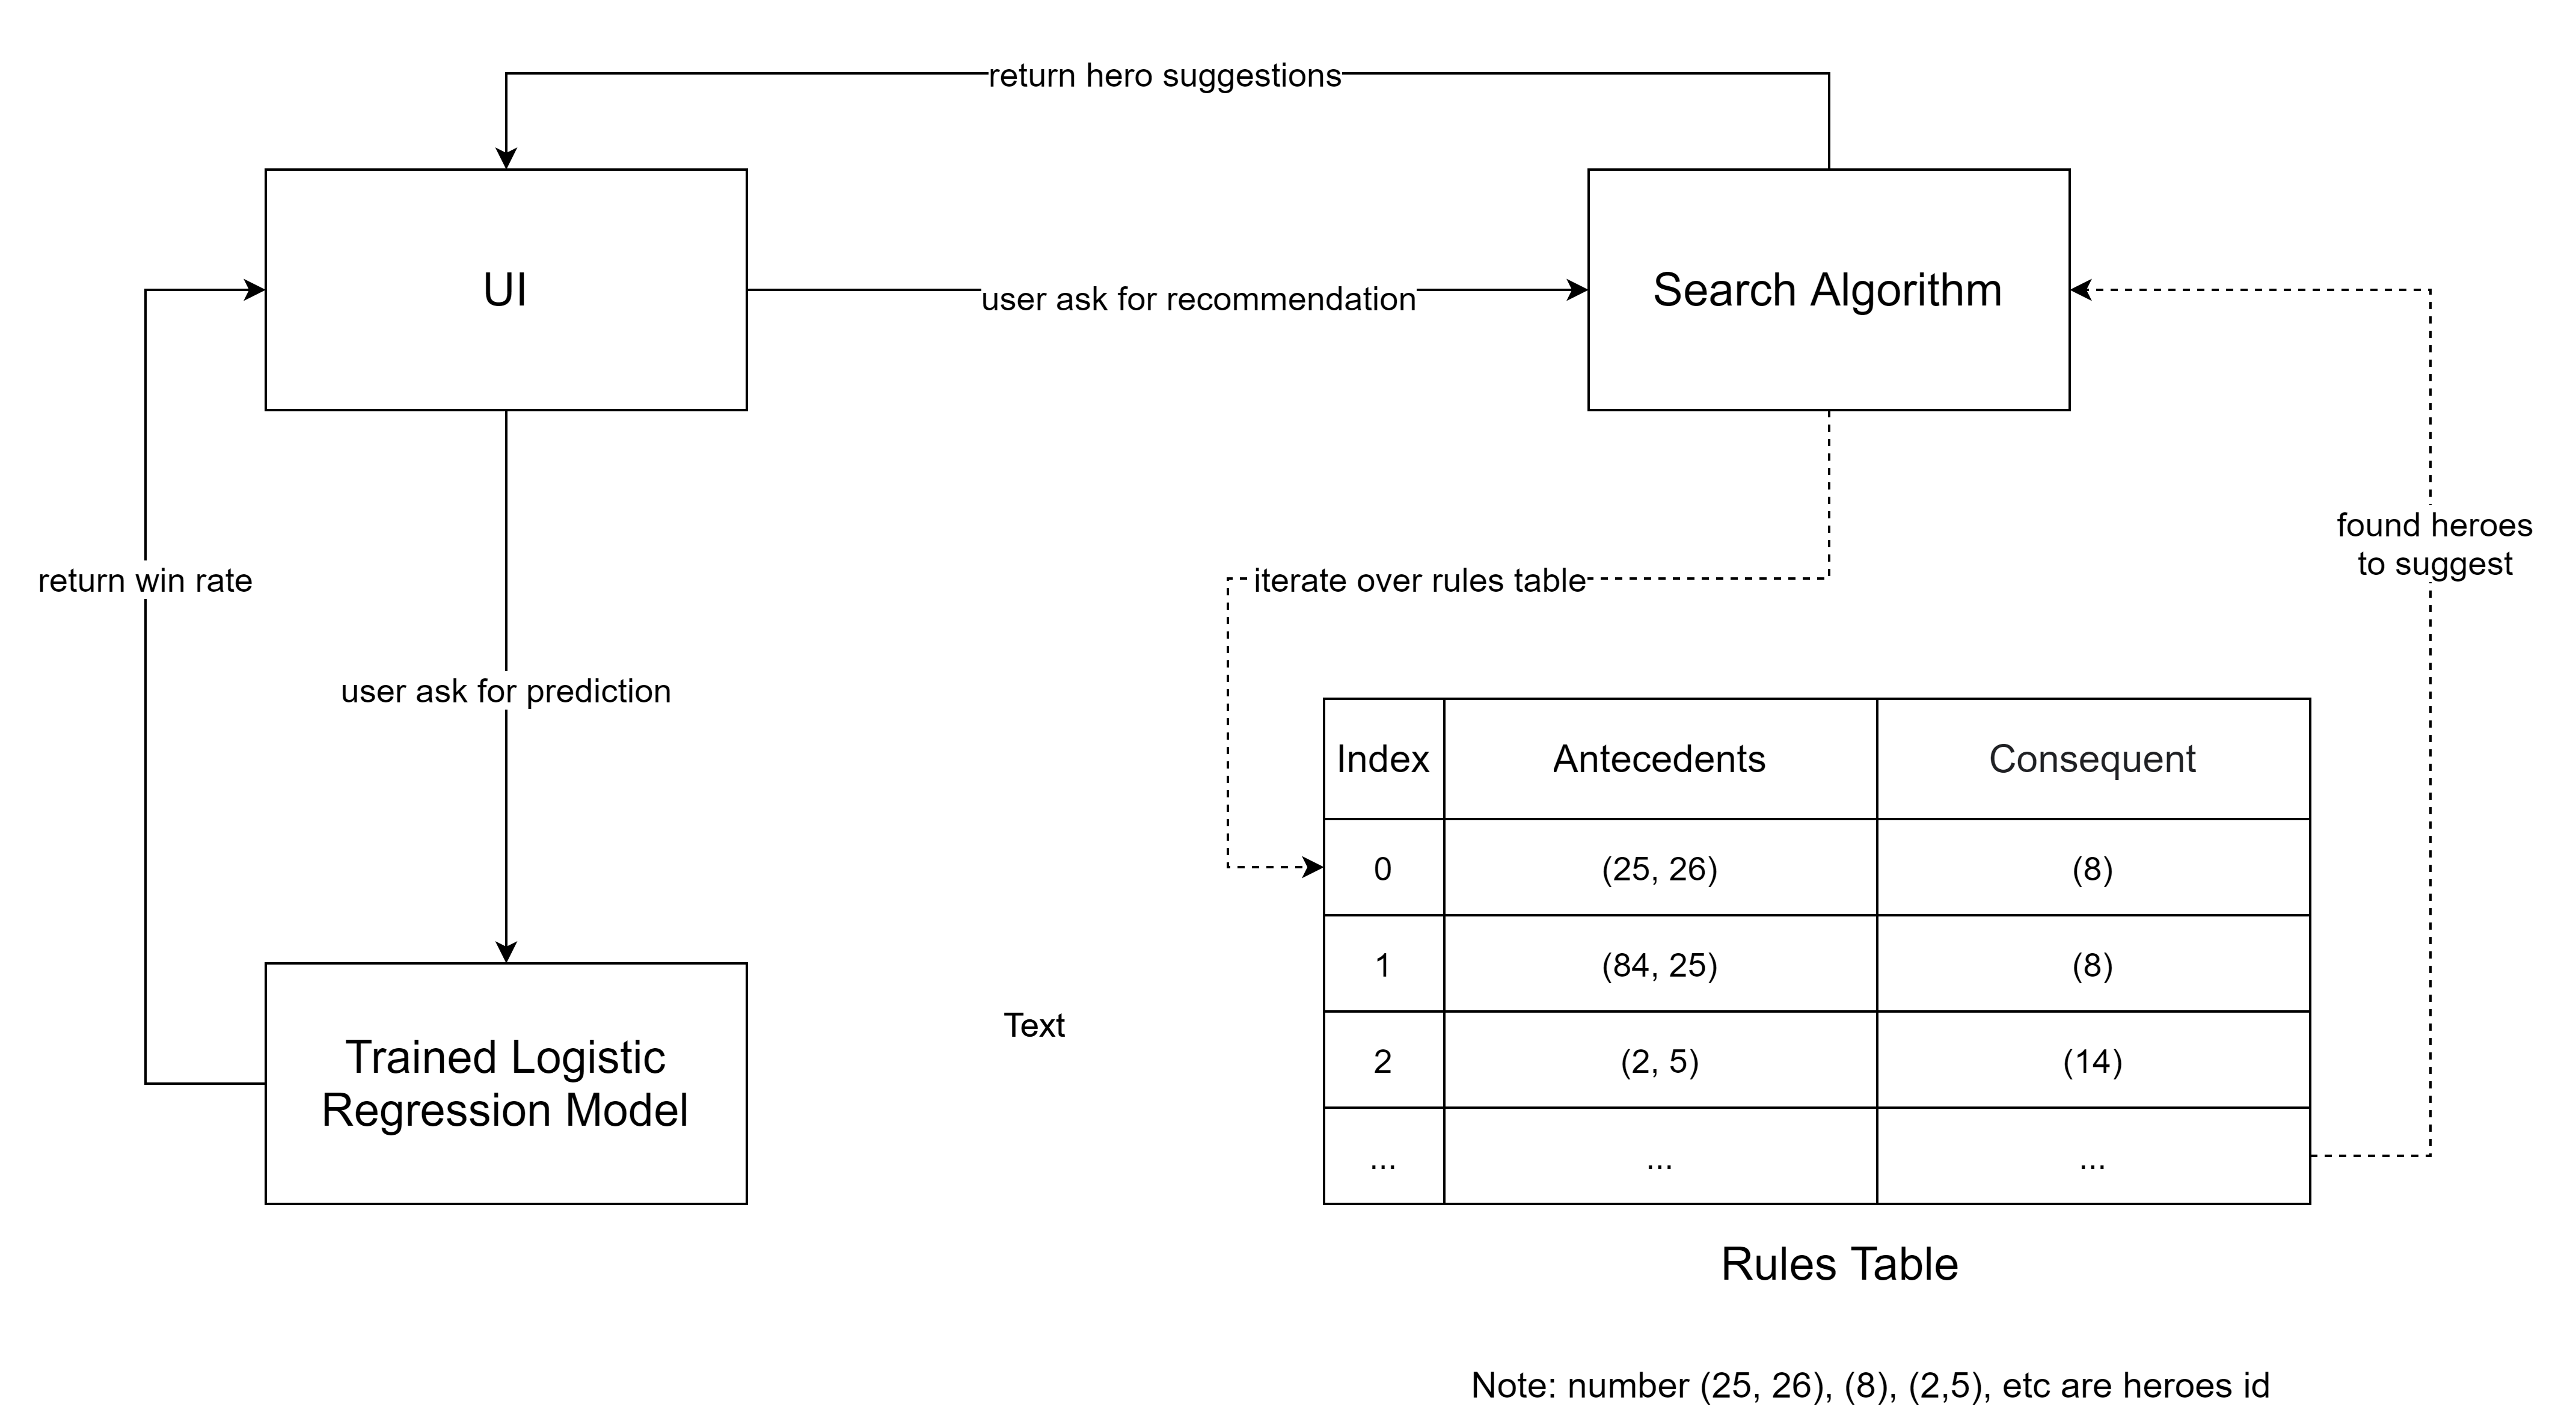 return hero suggestions
UI
user ask for recommendation
Search Algorithm
found heroes
to suggest
return win rate
iterate over rules table
user ask for prediction
Index Antecedents Consequent
0 (25, 26) (8)
1 (84, 25) (8)
2 (2, 5) (14)
... ... ...
Text
Trained Logistic
Regression Model
Rules Table
Note: number (25, 26), (8), (2,5), etc are heroes id